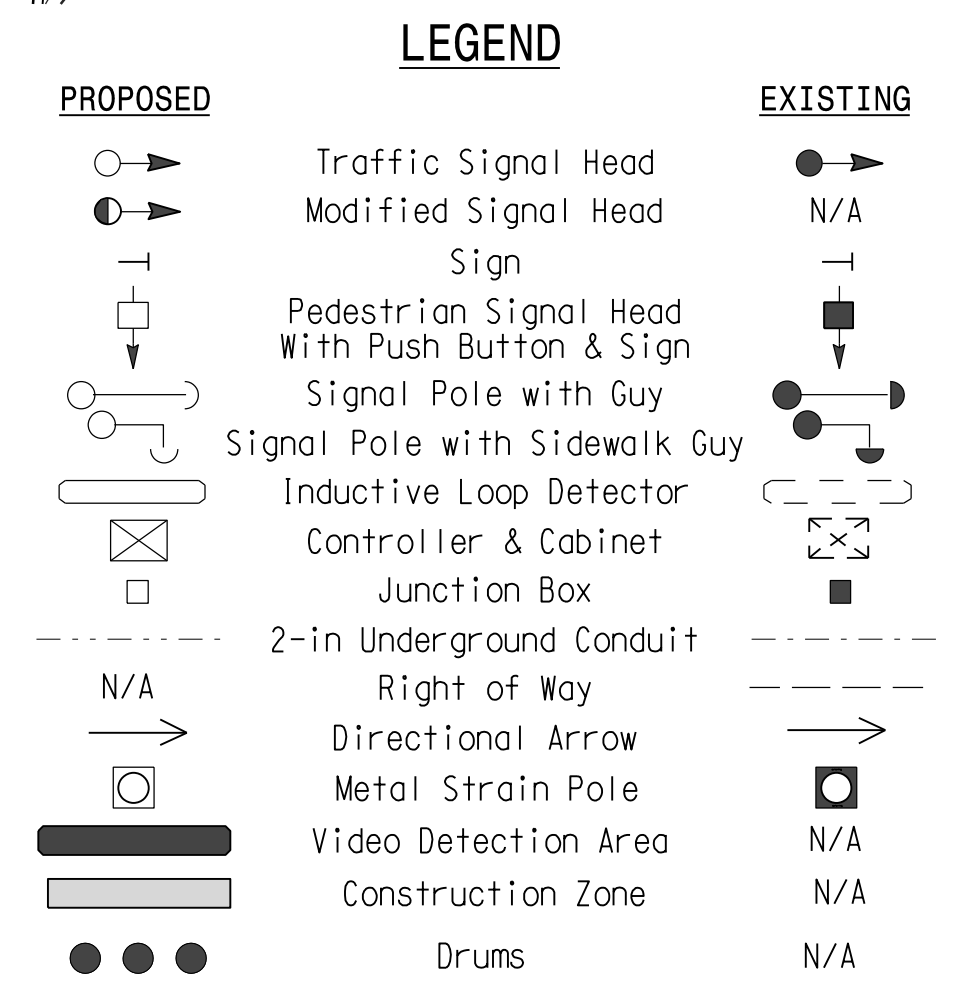 LEGEND
PROPOSED EXISTING
Traffic Signal Head
Modified Signal Head N/A
Sign
Pedestrian Signal Head
With Push Button & Sign
Signal Pole with Guy
Signal Pole with Sidewalk Guy
Inductive Loop Detector
Controller & Cabinet
Junction Box
2-in Underground Conduit
N/A Right of Way
Directional Arrow
Metal Strain Pole
Video Detection Area N/A
Construction Zone N/A
Drums N/A